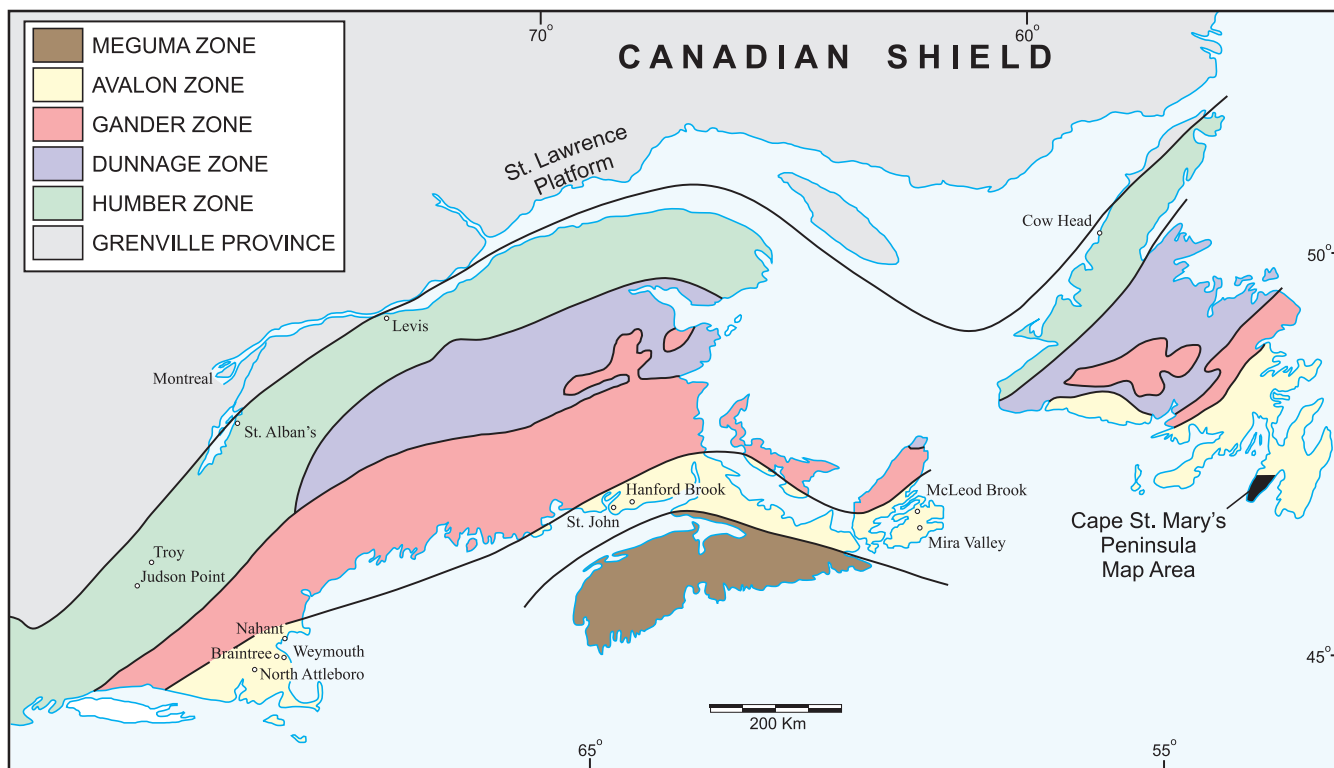 70°
60°
CANADIAN SHIELD
MEGUMA ZONE
AVALON ZONE
GANDER ZONE
DUNNAGE ZONE
HUMBER ZONE
GRENVILLE PROVINCE
St. Lawrence
Platform
Cow Head
50°
Levis
Montreal
St. Alban's
Hanford Brook
St. John
McLeod Brook
Mira Valley
Cape St. Mary's
Peninsula
Map Area
Troy
Judson Point
Nahant
Weymouth
Braintree
North Attleboro
45°
200 Km
65°
55°